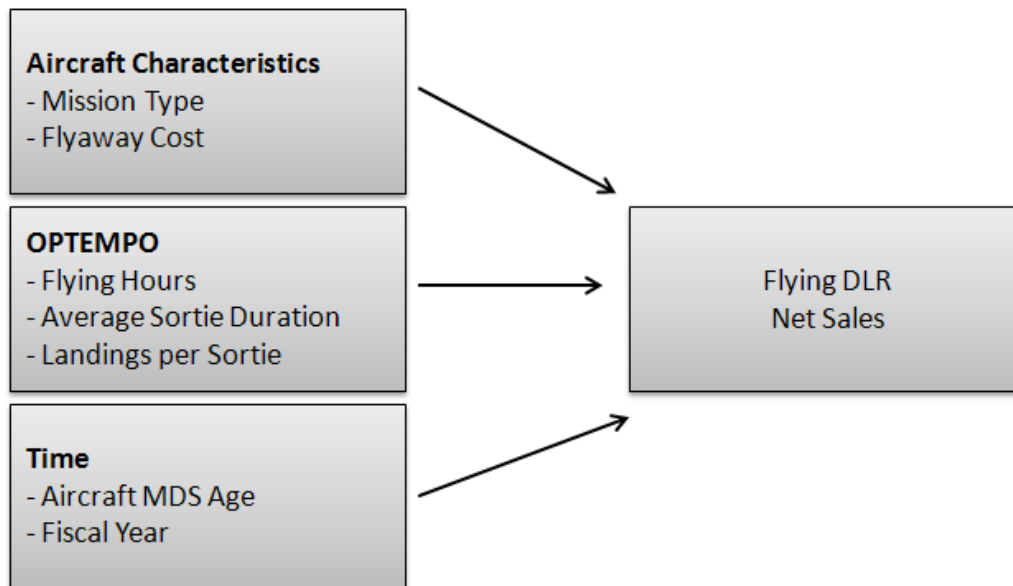 Aircraft Characteristics
- Mission Type
- Flyaway Cost
OPTEMPO
- Flying Hours
- Average Sortie Duration
- Landings per Sortie
Time
- Aircraft MDS Age
- Fiscal Year
Flying DLR
Net Sales